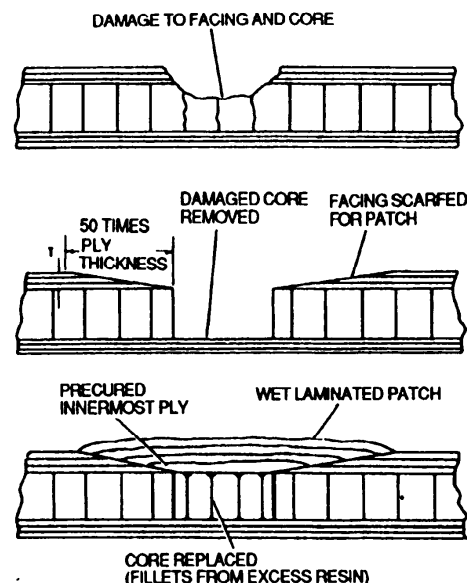 DAMAGE TO FACING AND CORE
50 TIMES
PLY
THICKNESS
T
DAMAGED CORE
REMOVED
FACING SCARFED
FOR PATCH
PRECURED
INNERMOST PLY
WET LAMINATED PATCH
CORE REPLACED
(FILLETS FROM EXCESS RESIN)